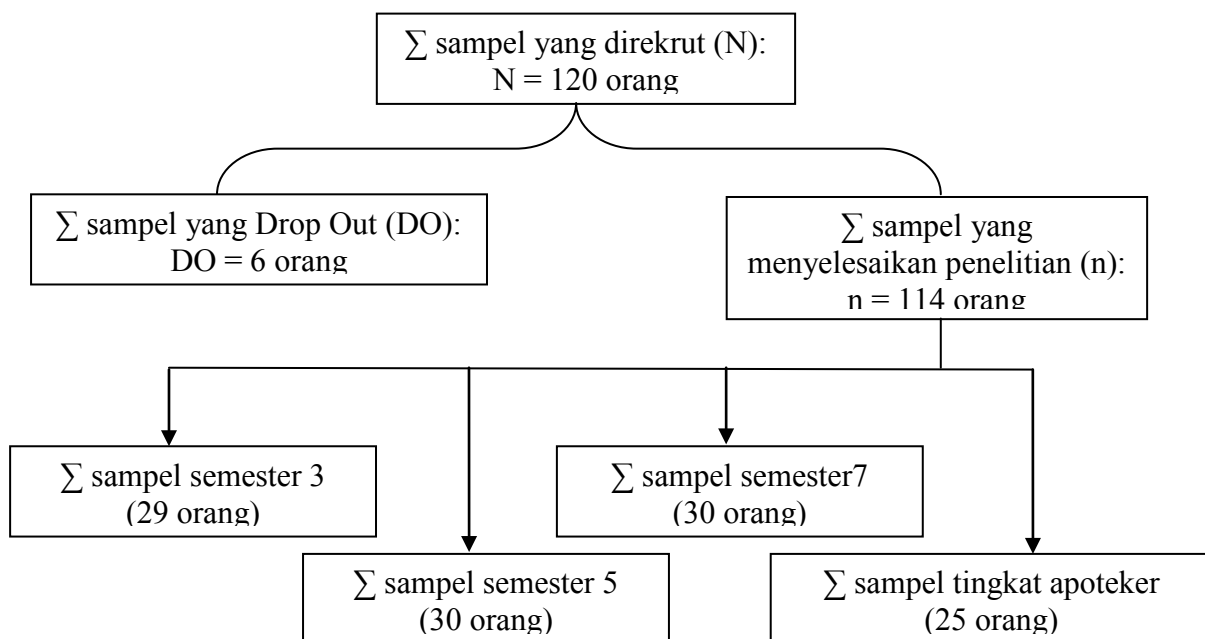 ∑ sampel yang direkrut (N):
N = 120 orang
∑ sampel yang Drop Out (DO):
DO = 6 orang
∑ sampel yang
menyelesaikan penelitian (n):
n = 114 orang
∑ sampel semester 3
(29 orang)
∑ sampel semester7
(30 orang)
∑ sampel semester 5
(30 orang)
∑ sampel tingkat apoteker
(25 orang)